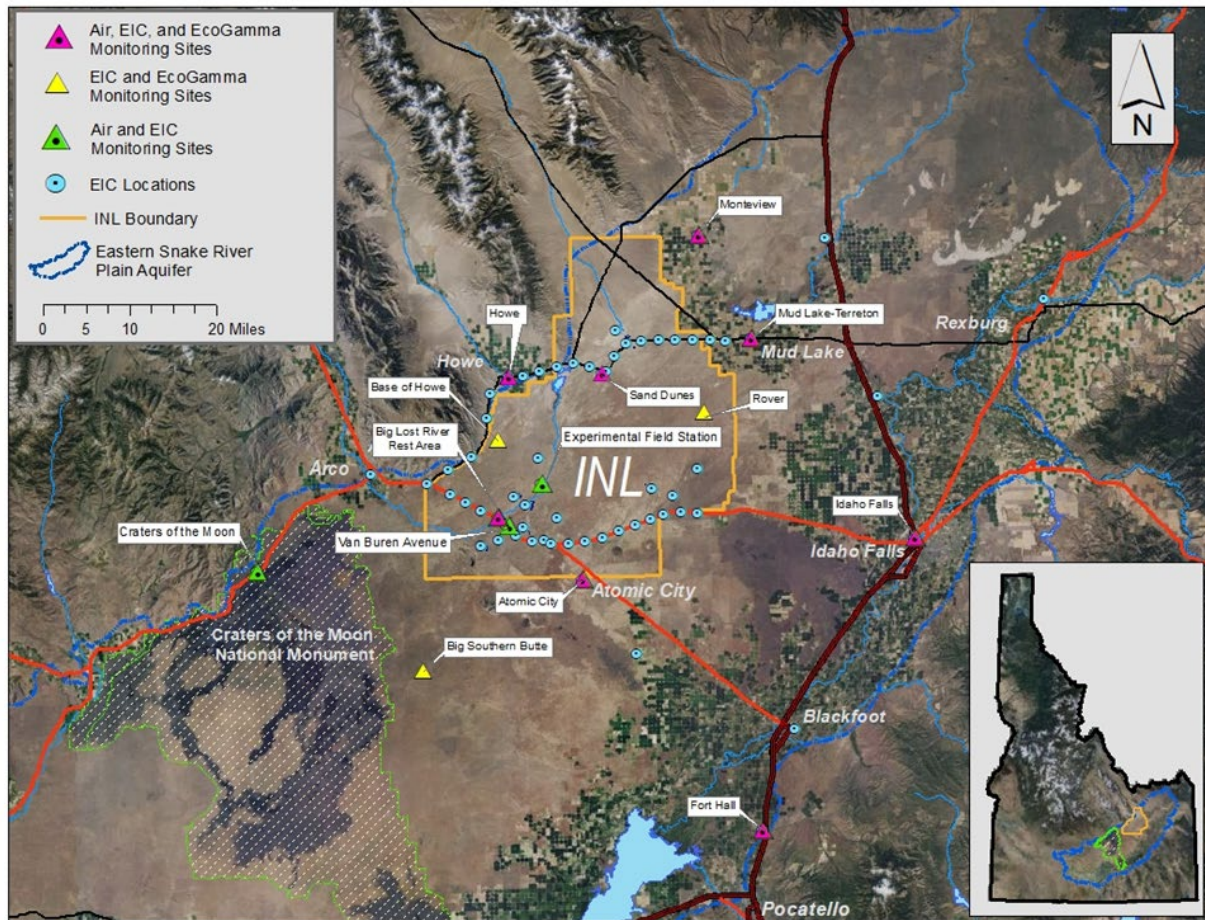 Air, EIC, and EcoGamma
Monitoring Sites
EIC and EcoGamma
Monitoring Sites
Air and EIC
Monitoring Sites
EIC Locations
INL Boundary
Eastern Snake River
Plain Aquifer
0 5 10 20 Miles
N
Monteview
Howe
Mud Lake-Terreton
Rexburg
Howe
Mud Lake
Base of Howe
Sand Dunes
Rover
Big Lost River
Rest Area
Experimental Field Station
Arco
INL
Idaho Falls
Craters of the Moon
Van Buren Avenue
Idaho Falls
Atomic City
Atomic City
Craters of the Moon
National Monument
Big Southern Butte
Blackfoot
Fort Hall
Pocatello